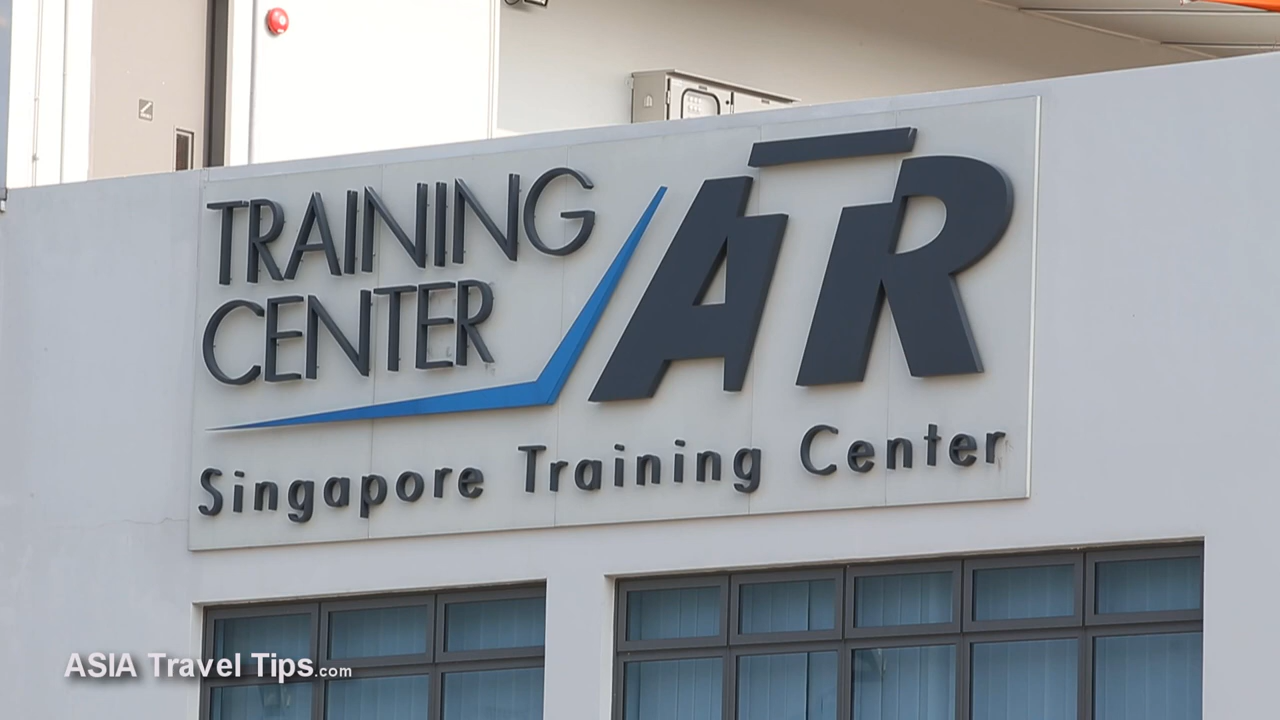 TRAINING
CENTER
ATR
Singapore Training Center
ASIA Travel Tips.com